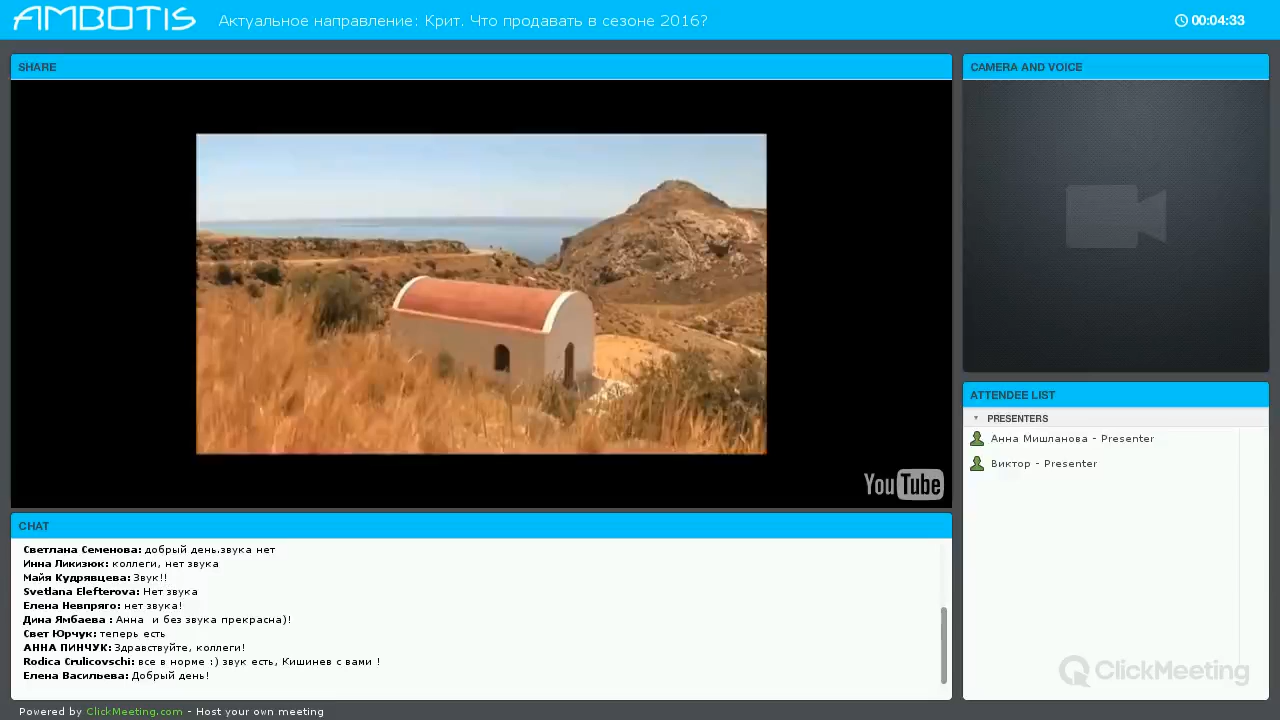 AMBOTIS
Актуальное направление: Крит. Что продавать в сезоне 2016?
00:04:33
SHARE
CAMERA AND VOICE
YouTube
ATTENDEE LIST
PRESENTERS
Анна Мишланова - Presenter
Виктор - Presenter
CHAT
Светлана Семенова: добрый день.звука нет
Инна Ликизюк: коллеги, нет звука
Майя Кудрявцева: Звук!!
Svetlana Elefterova: Нет звука
Елена Невпряго: нет звука!
Дина Ямбаева : Анна и без звука прекрасна)!
Свет Юрчук: теперь есть
АННА ПИНЧУК: Здравствуйте, коллеги!
Rodica Crulicovschi: все в норме :) звук есть, Кишинев с вами !
Елена Васильева: Добрый день!
ClickMeeting
Powered by ClickMeeting.com - Host your own meeting